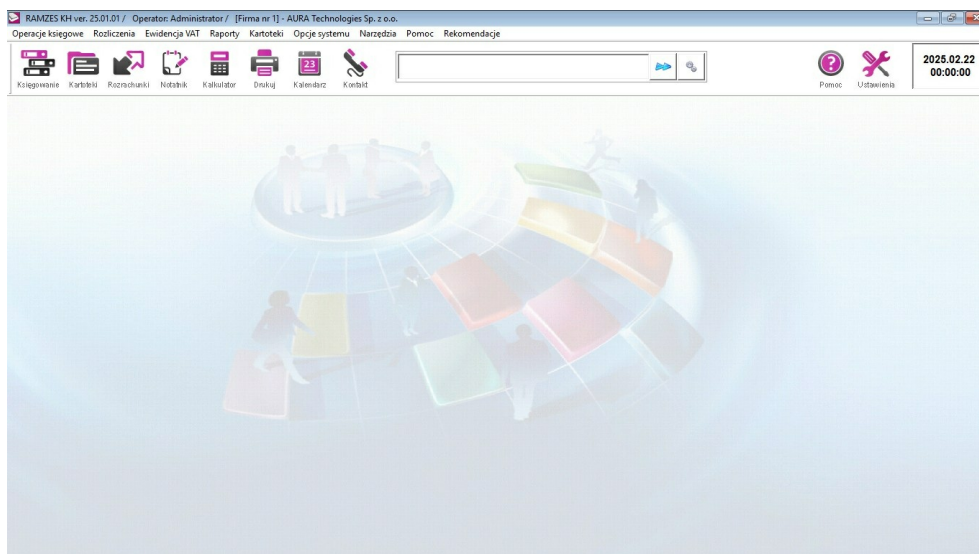 RAMZES KH ver. 25.01.01 / Operator: Administrator / [Firma nr 1] - AURA Technologies Sp. z o.o.
Operacje księgowe Rozliczenia Ewidencja VAT Raporty Kartoteki Opcje systemu Narzędzia Pomoc Rekomendacje
23
Księgowanie Kartoteki Rozrachunki Notatnik Kalkulator Drukuj Kalendarz Kontakt Pomoc Ustawienia
2025.02.22
00:00:00